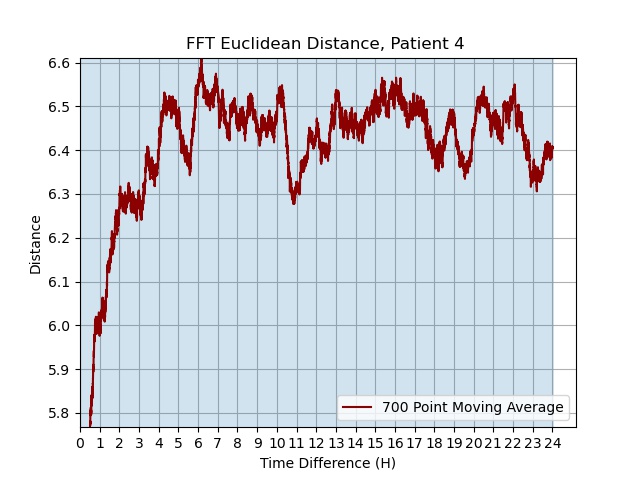 FFT Euclidean Distance, Patient 4
6.6
6.5
6.4
6.3
6.2
6.1
6.0
5.9
5.8
Distance
700 Point Moving Average
0 1 2 3 4 5 6 7 8 9 10 11 12 13 14 15 16 17 18 19 20 21 22 23 24
Time Difference (H)